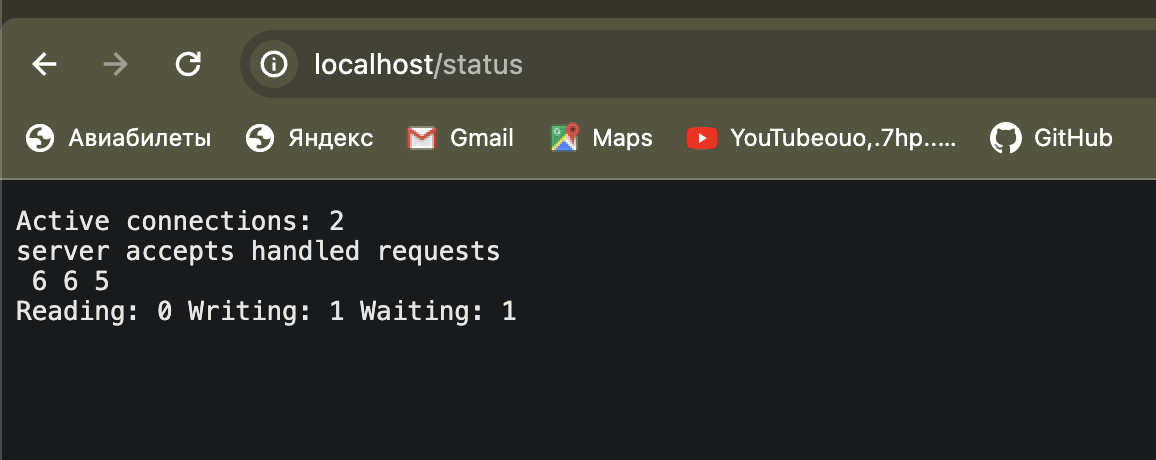 localhost/status
Авиабилеты Яндекс Gmail Maps YouTubeouo,.7hp...... GitHub
Active connections: 2
server accepts handled requests
6 6 5
Reading: 0 Writing: 1 Waiting: 1